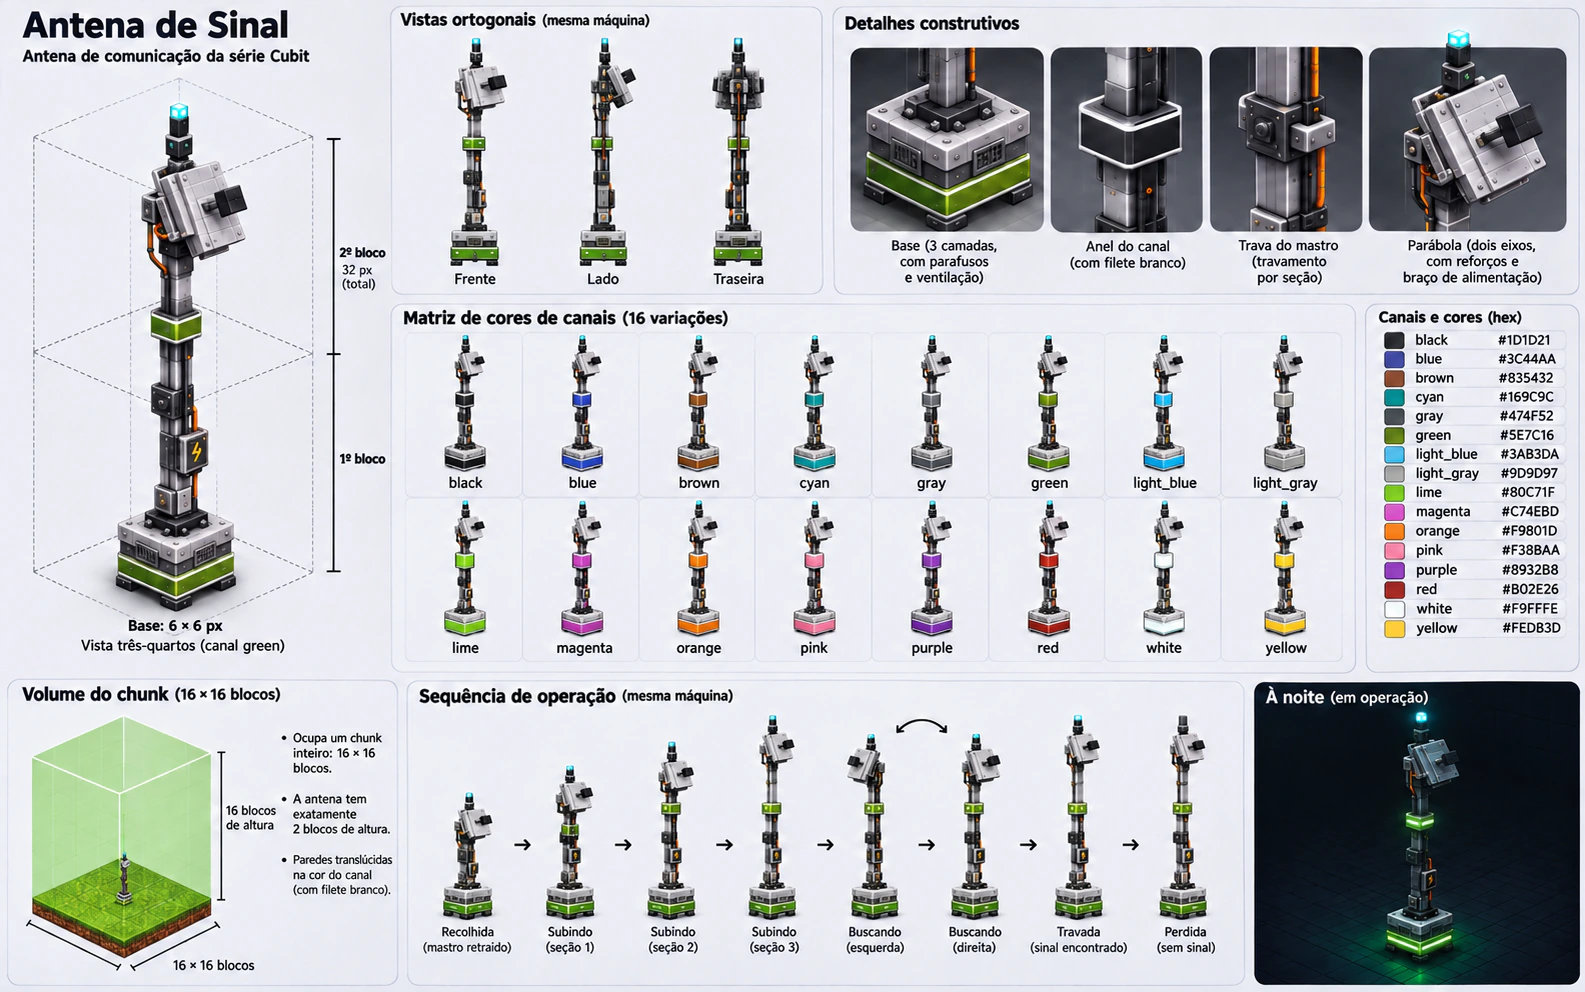 Antena de Sinal
Antena de comunicação da série Cubit
2º bloco
32 px
(total)
1º bloco
Base: 6 × 6 px
Vista três-quartos (canal green)
Vistas ortogonais (mesma máquina)
Frente
Lado
Traseira
Detalhes construtivos
Base (3 camadas,
com parafusos
e ventilação)
Anel do canal
(com filete branco)
Trava do mastro
(travamento
por seção)
Parábola (dois eixos,
com reforços e
braço de alimentação)
Matriz de cores de canais (16 variações)
black
blue
brown
cyan
gray
green
light_blue
light_gray
lime
magenta
orange
pink
purple
red
white
yellow
Canais e cores (hex)
black #1D1D21
blue #3C44AA
brown #835432
cyan #169C9C
gray #474F52
green #5E7C16
light_blue #3AB3DA
light_gray #9D9D97
lime #80C71F
magenta #C74EBD
orange #F9801D
pink #F38BAA
purple #8932B8
red #B02E26
white #F9FFFE
yellow #FEDB3D
Volume do chunk (16 × 16 blocos)
16 blocos
de altura
16 × 16 blocos
• Ocupa um chunk
inteiro: 16 × 16
blocos.
• A antena tem
exatamente
2 blocos de altura.
• Paredes translúcidas
na cor do canal
(com filete branco).
Sequência de operação (mesma máquina)
Recolhida
(mastro retraido)
Subindo
(seção 1)
Subindo
(seção 2)
Subindo
(seção 3)
Buscando
(esquerda)
Buscando
(direita)
Travada
(sinal encontrado)
Perdida
(sem sinal)
À noite (em operação)